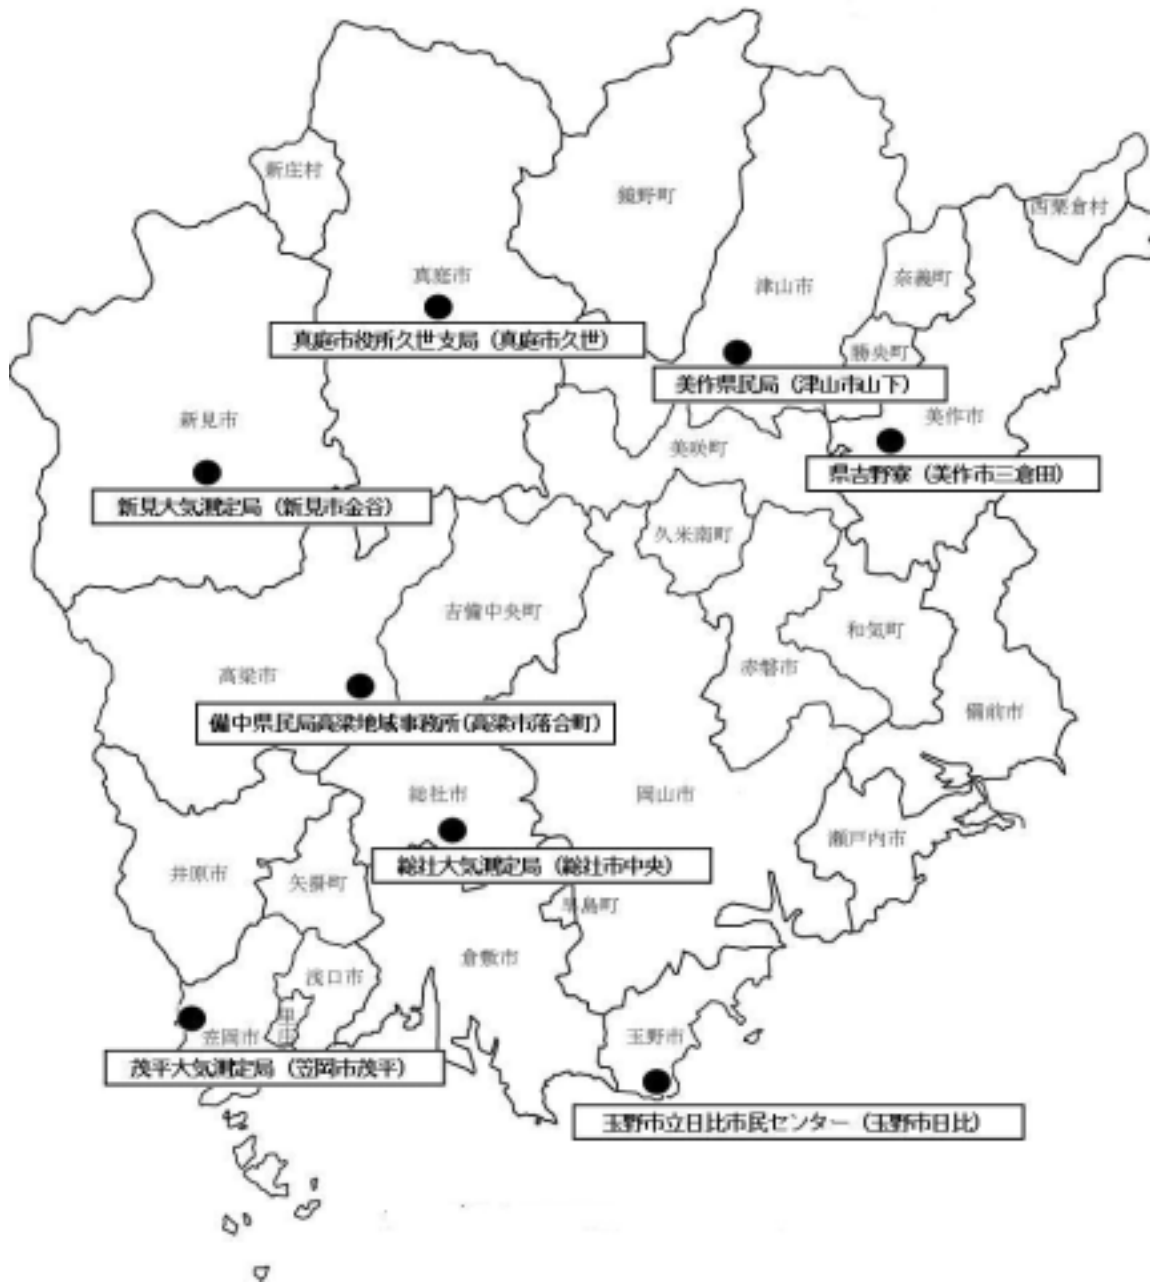 新庄村
鏡野町
西粟倉村
真庭市
津山市
奈義町
真庭市役所久世支局（真庭市久世）
勝央町
美作県民局（津山市山下）
新見市
美作市
美咲町
県吉野寮（美作市三倉田）
新見大気測定局（新見市金谷）
久米南町
吉備中央町
和気町
高梁市
赤磐市
備前市
備中県民局高梁地域事務所（高梁市落合町）
総社市
岡山市
瀬戸内市
総社大気測定局（総社市中央）
井原市
矢掛町
早島町
倉敷市
浅口市
笠岡市
玉野市
茂平大気測定局（笠岡市茂平）
玉野市立日比市民センター（玉野市日比）